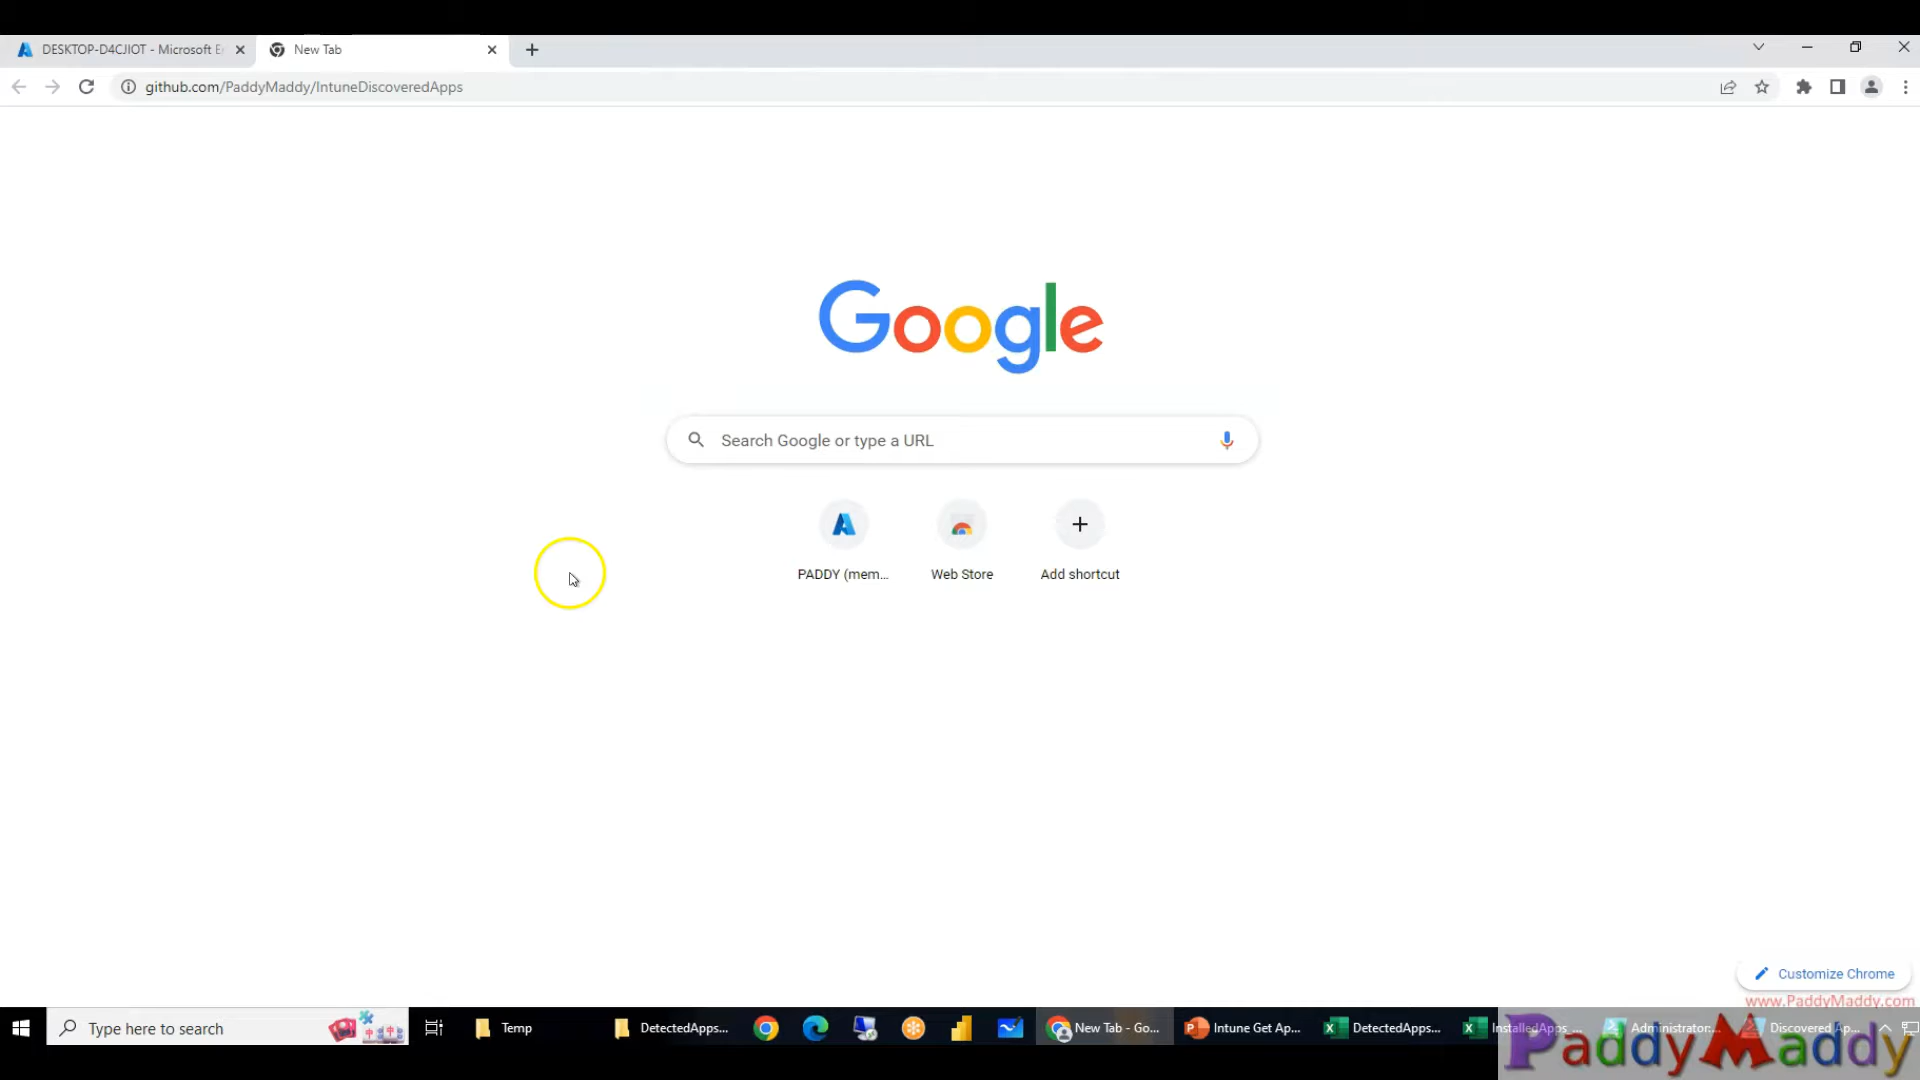 DESKTOP-D4CJIOT - Microsoft E
New Tab
github.com/PaddyMaddy/IntuneDiscoveredApps
Google
Search Google or type a URL
PADDY (mem...
Web Store
Add shortcut
Customize Chrome
www.PaddyMaddy.com
Type here to search
Temp
DetectedApps...
New Tab - Go...
Intune Get Ap...
DetectedApps...
InstalledApps ...
Administrator:...
Discovered Ap...
PaddyMaddy